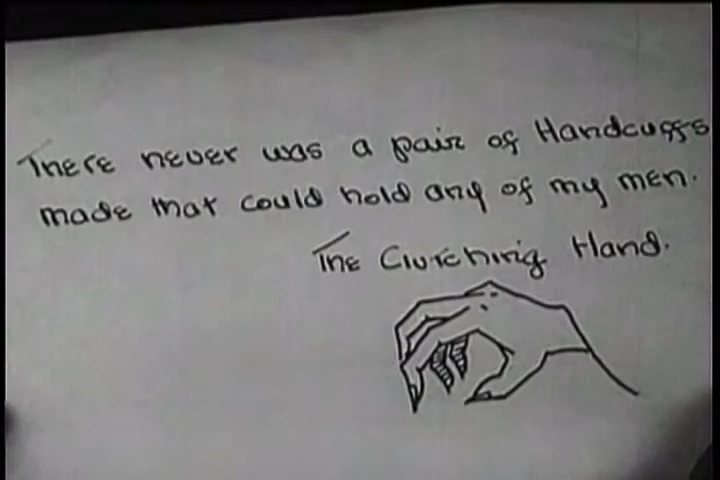 There never was a pair of Handcuffs
made that could hold any of my men.
The Clutching Hand.